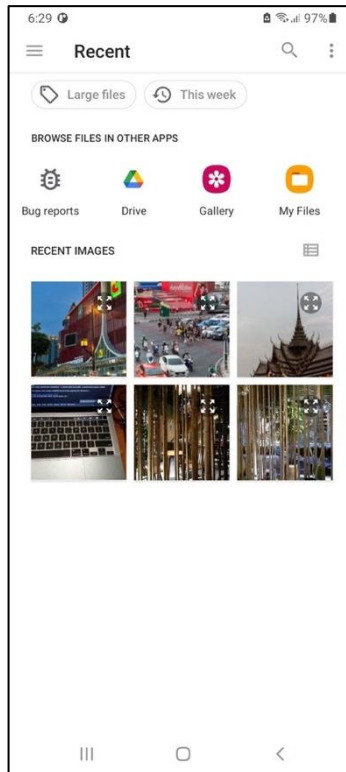 6:29 97%
Recent
Large files This week
BROWSE FILES IN OTHER APPS
Bug reports Drive Gallery My Files
RECENT IMAGES